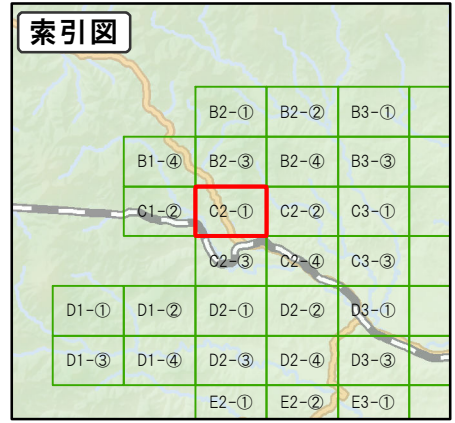 索引図
B2-① B2-② B3-①
B1-④ B2-③ B2-④ B3-③
C1-② C2-① C2-② C3-①
C2-③ C2-④ C3-③
D1-① D1-② D2-① D2-② D3-①
D1-③ D1-④ D2-③ D2-④ D3-③
E2-① E2-② E3-①